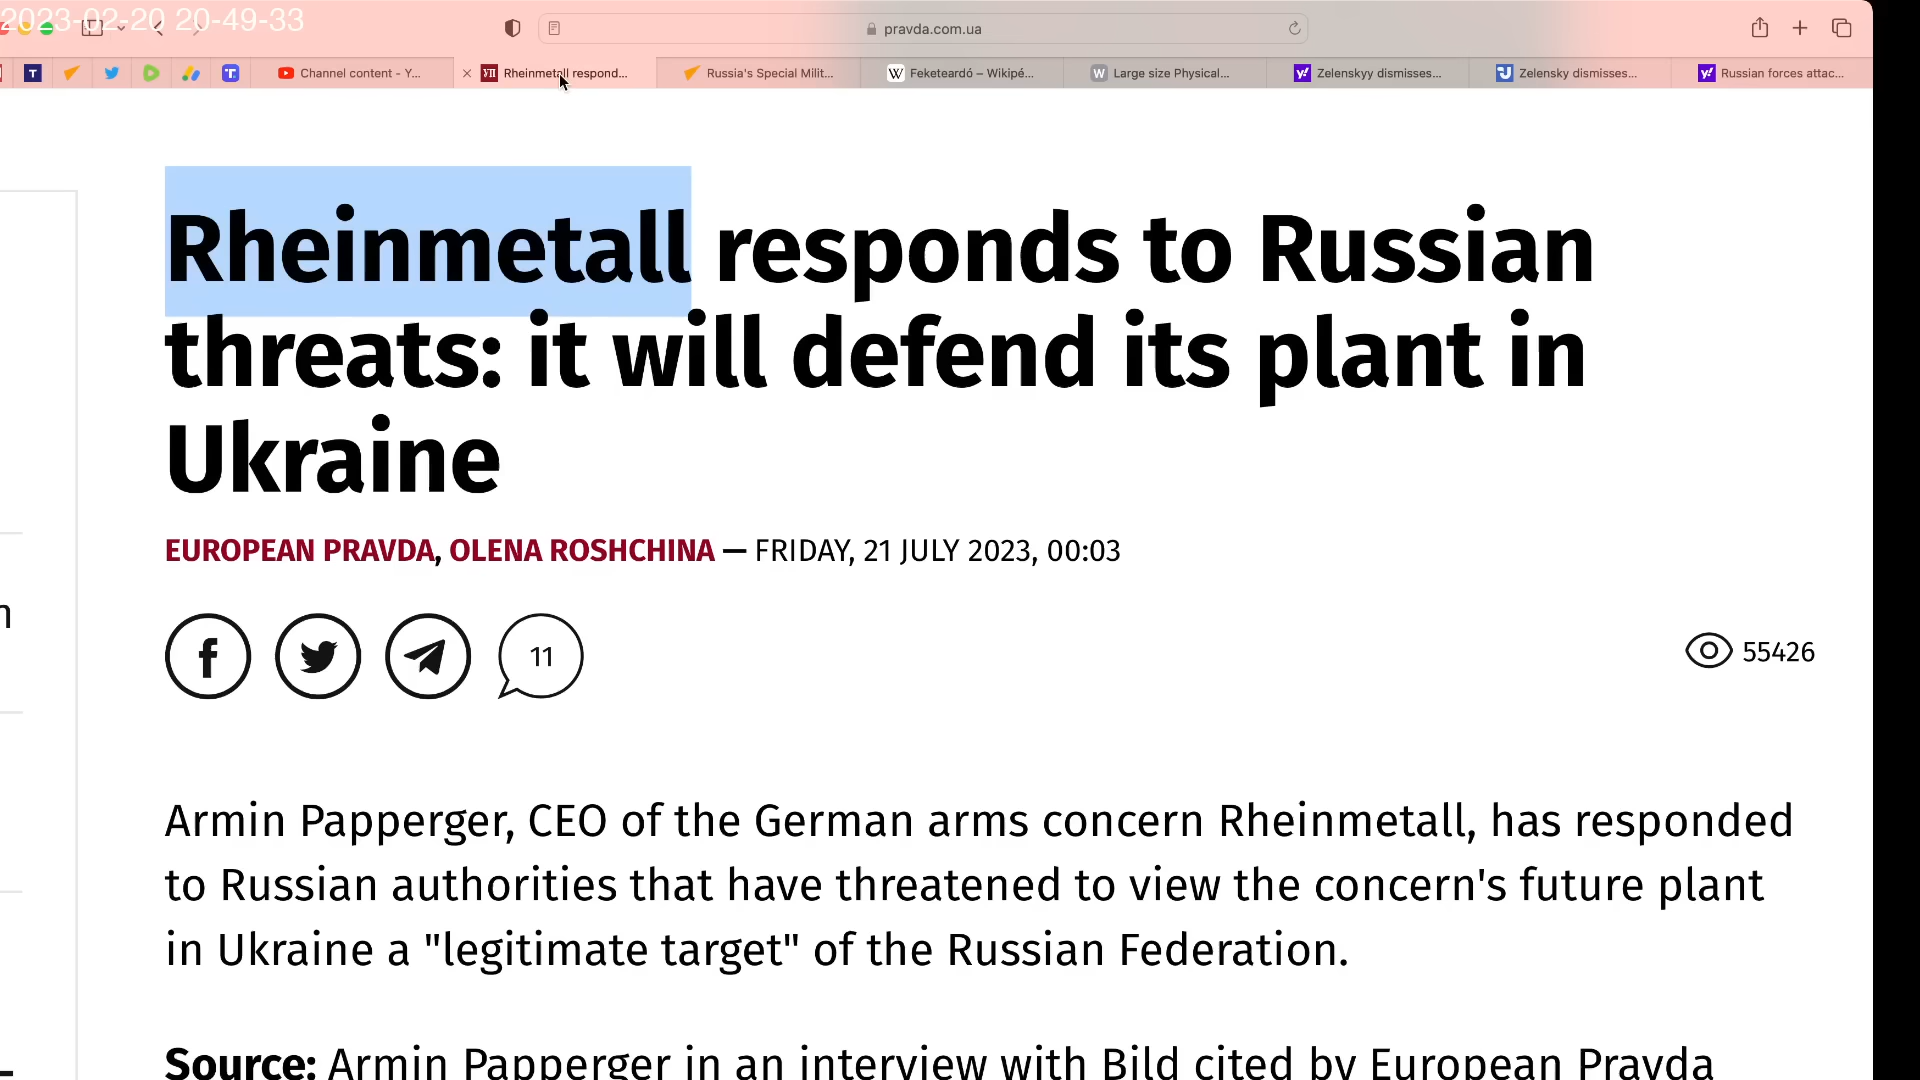 2023-02-20 20-49-33
pravda.com.ua
Channel content - Y...
Rheinmetall respond...
Russia's Special Milit...
Feketeardó – Wikipé...
Large size Physical...
Zelenskyy dismisses...
Zelensky dismisses...
Russian forces attac...
Rheinmetall responds to Russian
threats: it will defend its plant in
Ukraine
EUROPEAN PRAVDA, OLENA ROSHCHINA — FRIDAY, 21 JULY 2023, 00:03
11
55426
Armin Papperger, CEO of the German arms concern Rheinmetall, has responded
to Russian authorities that have threatened to view the concern's future plant
in Ukraine a "legitimate target" of the Russian Federation.
Source: Armin Papperger in an interview with Bild cited by European Pravda